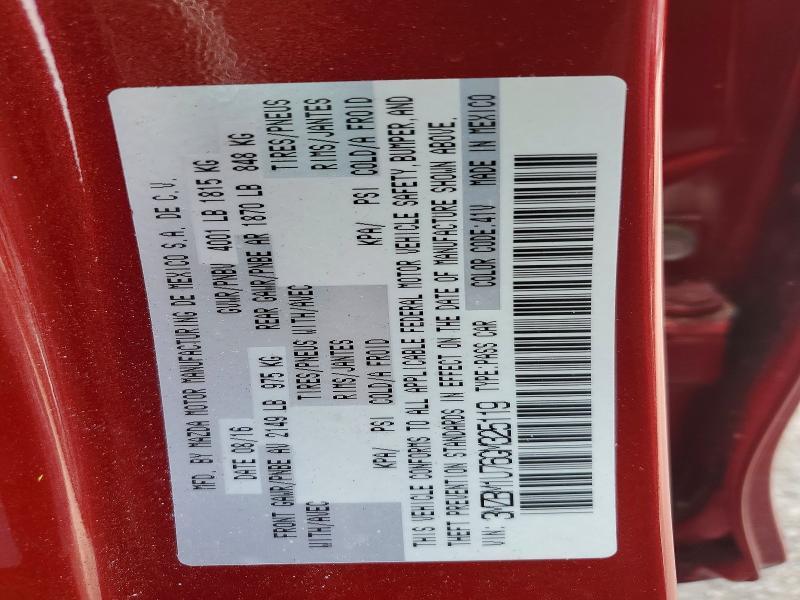 MFD. BY MAZDA MOTOR MANUFACTURING DE MEXICO S.A. DE C.V.
DATE 08/16 GVWR/PNBV 4001 LB 1815 KG
FRONT GAWR/PNBE AV 2149 LB 975 KG REAR GAWR/PNBE AR 1870 LB 848 KG
WITH/AVEC TIRES/PNEUS WITH/AVEC TIRES/PNEUS
RIMS/JANTES RIMS/JANTES
KPA/ PSI COLD/A FROID KPA/ PSI COLD/A FROID
THIS VEHICLE CONFORMS TO ALL APPLICABLE FEDERAL MOTOR VEHICLE SAFETY, BUMPER, AND
THEFT PREVENTION STANDARDS IN EFFECT ON THE DATE OF MANUFACTURE SHOWN ABOVE.
VIN: TYPE: PASS CAR COLOR CODE: 41V MADE IN MEXICO